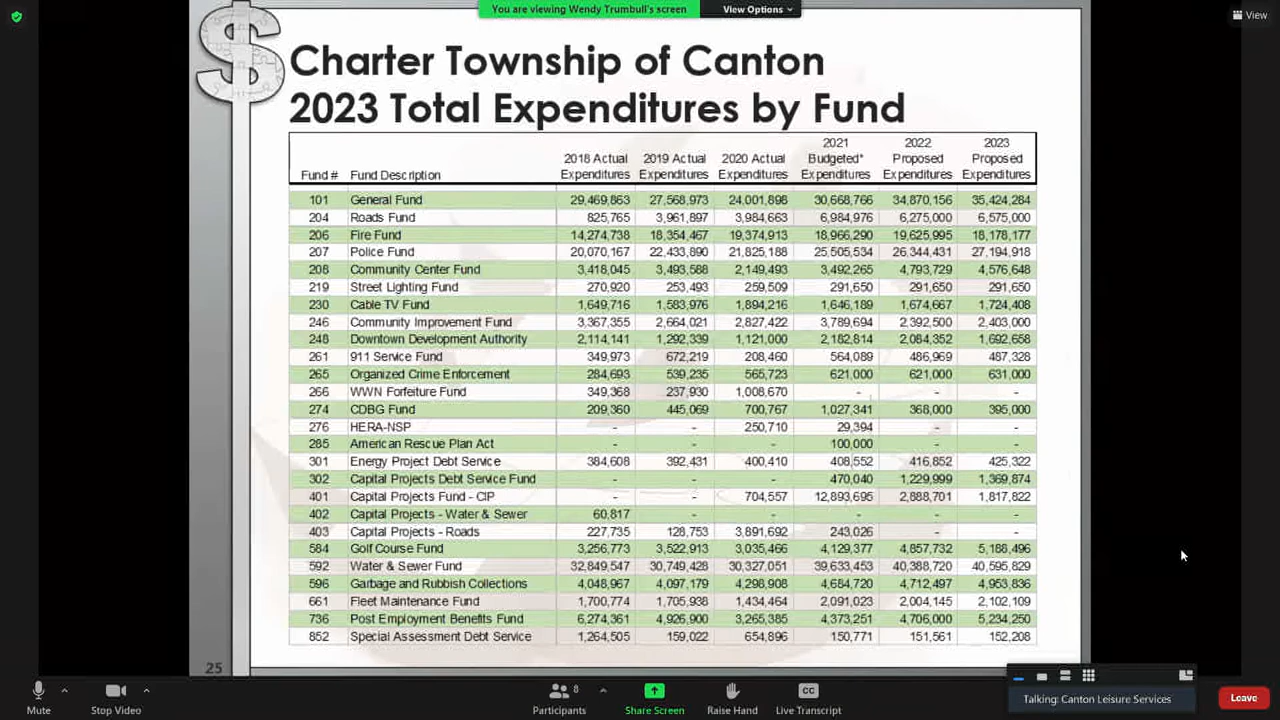 You are viewing Wendy Trumbull's screen View Options
View
Charter Township of Canton
2023 Total Expenditures by Fund
2021 2022 2023
2018 Actual 2019 Actual 2020 Actual Budgeted* Proposed Proposed
Fund # Fund Description Expenditures Expenditures Expenditures Expenditures Expenditures Expenditures
101 General Fund 29,469,863 27,568,973 24,001,898 30,668,766 34,870,156 35,424,284
204 Roads Fund 825,765 3,961,897 3,984,663 6,984,976 6,275,000 6,575,000
206 Fire Fund 14,274,738 18,354,467 19,374,913 18,966,290 19,625,995 18,178,177
207 Police Fund 20,070,167 22,433,890 21,825,188 25,505,534 26,344,431 27,194,918
208 Community Center Fund 3,418,045 3,493,588 2,149,493 3,492,265 4,793,729 4,576,648
219 Street Lighting Fund 270,920 253,493 259,509 291,650 291,650 291,650
230 Cable TV Fund 1,649,716 1,583,976 1,894,216 1,646,189 1,674,667 1,724,408
246 Community Improvement Fund 3,367,355 2,664,021 2,827,422 3,789,694 2,392,500 2,403,000
248 Downtown Development Authority 2,114,141 1,292,339 1,121,000 2,182,814 2,084,352 1,692,658
261 911 Service Fund 349,973 672,219 208,460 564,089 486,969 487,328
265 Organized Crime Enforcement 284,693 539,235 565,723 621,000 621,000 631,000
266 WWN Forfeiture Fund 349,368 237,930 1,008,670 - - -
274 CDBG Fund 209,360 445,069 700,767 1,027,341 368,000 395,000
276 HERA-NSP - - 250,710 29,394 - -
285 American Rescue Plan Act - - - 100,000
301 Energy Project Debt Service 384,608 392,431 400,410 408,552 416,852 425,322
302 Capital Projects Debt Service Fund - - - 470,040 1,229,999 1,369,874
401 Capital Projects Fund - CIP - - 704,557 12,893,695 2,888,701 1,817,822
402 Capital Projects - Water & Sewer 60,817 - - - - -
403 Capital Projects - Roads 227,735 128,753 3,891,692 243,026 - -
584 Golf Course Fund 3,256,773 3,522,913 3,035,466 4,129,377 4,857,732 5,188,496
592 Water & Sewer Fund 32,849,547 30,749,428 30,327,051 39,633,453 40,388,720 40,595,829
596 Garbage and Rubbish Collections 4,048,967 4,097,179 4,298,908 4,684,720 4,712,497 4,953,836
661 Fleet Maintenance Fund 1,700,774 1,705,938 1,434,464 2,091,023 2,004,145 2,102,109
736 Post Employment Benefits Fund 6,274,361 4,926,900 3,265,385 4,373,251 4,706,000 5,234,250
852 Special Assessment Debt Service 1,264,505 159,022 654,896 150,771 151,561 152,208
25
Talking: Canton Leisure Services
Mute Stop Video Participants 8 Share Screen Raise Hand CC Live Transcript Leave